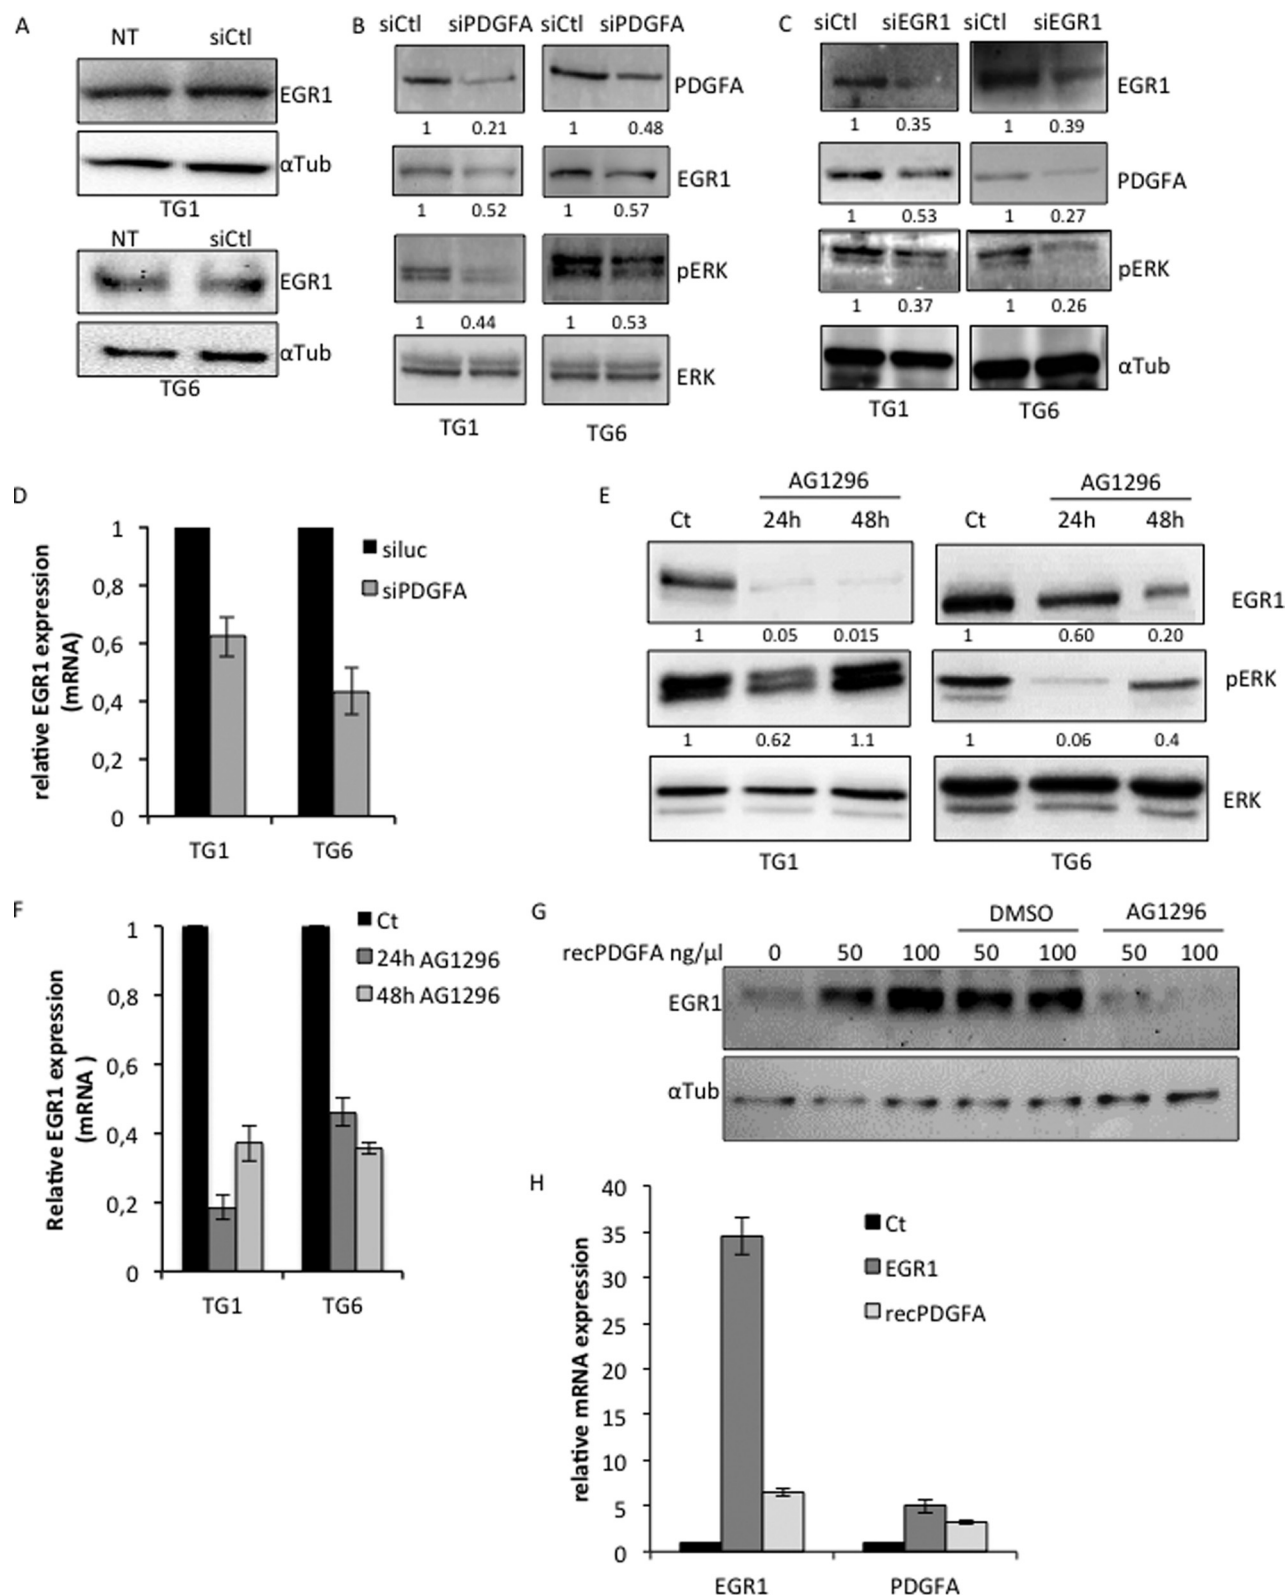 A
NT siCtl
EGR1
αTub
TG1
NT siCtl
EGR1
αTub
TG6
B siCtl siPDGFA siCtl siPDGFA
PDGFA
1 0.21 1 0.48
EGR1
1 0.52 1 0.57
pERK
1 0.44 1 0.53
ERK
TG1 TG6
C siCtl siEGR1 siCtl siEGR1
EGR1
1 0.35 1 0.39
PDGFA
1 0.53 1 0.27
pERK
1 0.37 1 0.26
αTub
TG1 TG6
D
relative EGR1 expression
(mRNA)
1
0,8
0,6
0,4
0,2
0
siluc
siPDGFA
TG1 TG6
E
AG1296 AG1296
Ct 24h 48h Ct 24h 48h
EGR1
1 0.05 0.015 1 0.60 0.20
pERK
1 0.62 1.1 1 0.06 0.4
ERK
TG1 TG6
F
Relative EGR1 expression
(mRNA )
1
0,8
0,6
0,4
0,2
0
Ct
24h AG1296
48h AG1296
TG1 TG6
G
DMSO AG1296
recPDGFA ng/μl 0 50 100 50 100 50 100
EGR1
αTub
H
relative mRNA expression
40
35
30
25
20
15
10
5
0
Ct
EGR1
recPDGFA
EGR1 PDGFA